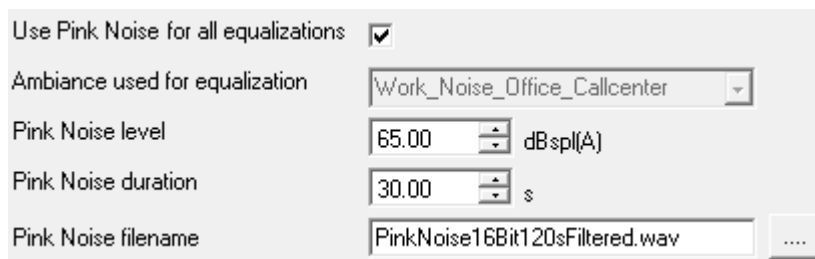 Use Pink Noise for all equalizations
Ambiance used for equalization Work_Noise_Office_Callcenter
Pink Noise level 65.00 dBspl(A)
Pink Noise duration 30.00 s
Pink Noise filename PinkNoise16Bit120sFiltered.wav ....